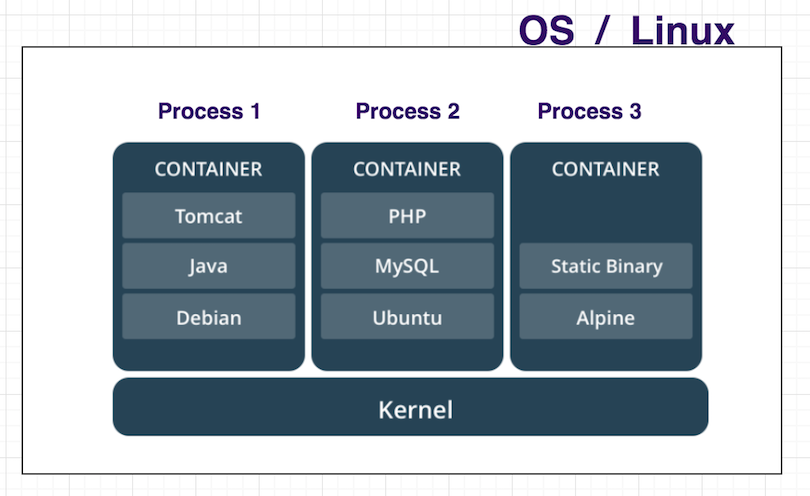 OS / Linux
Process 1
Process 2
Process 3
CONTAINER
Tomcat
Java
Debian
CONTAINER
PHP
MySQL
Ubuntu
CONTAINER
Static Binary
Alpine
Kernel